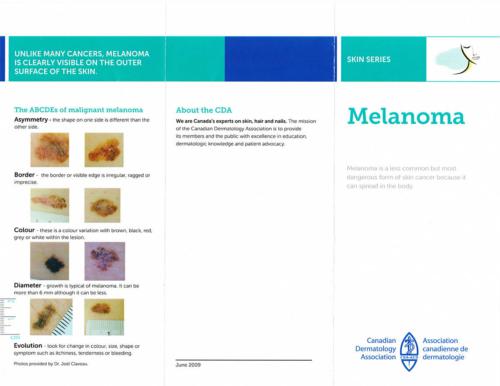 UNLIKE MANY CANCERS, MELANOMA
IS CLEARLY VISIBLE ON THE OUTER
SURFACE OF THE SKIN.
The ABCDEs of malignant melanoma
Asymmetry - the shape on one side is different than the
other side.
Border - the border or visible edge is irregular, ragged or
imprecise.
Colour - these is a colour variation with brown, black, red,
grey or white within the lesion.
Diameter - growth is typical of melanoma. It can be
more than 6 mm although it can be less.
Evolution - look for change in colour, size, shape or
symptom such as itchiness, tenderness or bleeding.
Photos provided by Dr. Joël Claveau.
About the CDA
We are Canada's experts on skin, hair and nails. The mission
of the Canadian Dermatology Association is to provide
its members and the public with excellence in education,
dermatologic knowledge and patient advocacy.
June 2009
SKIN SERIES
Melanoma
Melanoma is a less common but most
dangerous form of skin cancer because it
can spread in the body.
Canadian
Dermatology
Association
Association
canadienne de
dermatologie